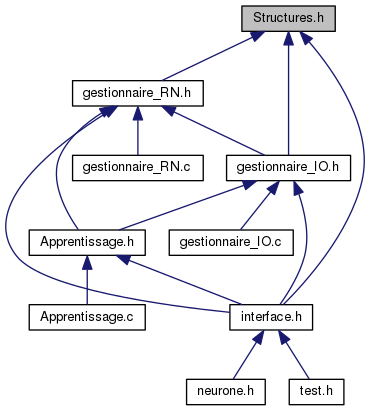 Structures.h
gestionnaire_RN.h
gestionnaire_RN.c
gestionnaire_IO.h
Apprentissage.h
gestionnaire_IO.c
Apprentissage.c
interface.h
neurone.h
test.h